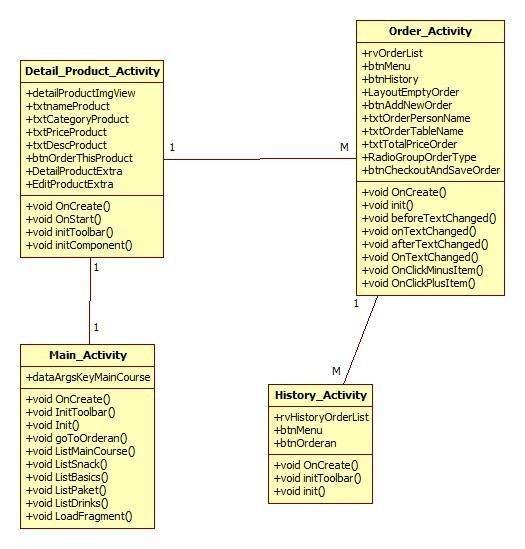 Detail_Product_Activity
+detailProductImgView
+txtnameProduct
+txtCategoryProduct
+txtPriceProduct
+txtDescProduct
+btnOrderThisProduct
+DetailProductExtra
+EditProductExtra
+void OnCreate()
+void OnStart()
+void initToolbar()
+void initComponent()
1
M
Order_Activity
+rvOrderList
+btnMenu
+btnHistory
+LayoutEmptyOrder
+btnAddNewOrder
+txtOrderPersonName
+txtOrderTableName
+txtTotalPriceOrder
+RadioGroupOrderType
+btnCheckoutAndSaveOrder
+void OnCreate()
+void init()
+void beforeTextChanged()
+void onTextChanged()
+void afterTextChanged()
+void OnTextChanged()
+void OnClickMinusItem()
+void OnClickPlusItem()
1
1
Main_Activity
+dataArgsKeyMainCourse
+void OnCreate()
+void InitToolbar()
+void Init()
+void goToOrderan()
+void ListMainCourse()
+void ListSnack()
+void ListBasics()
+void ListPaket()
+void ListDrinks()
+void LoadFragment()
1
M
History_Activity
+rvHistoryOrderList
+btnMenu
+btnOrderan
+void OnCreate()
+void initToolbar()
+void init()